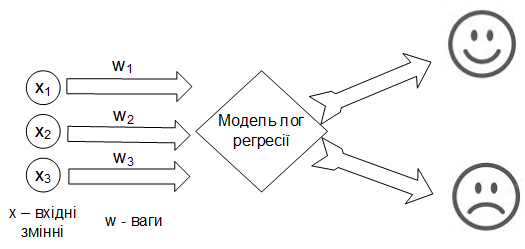 w₁
x₁
w₂
x₂
Модель лог
регресії
w₃
x₃
x – вхідні
змінні
w - ваги